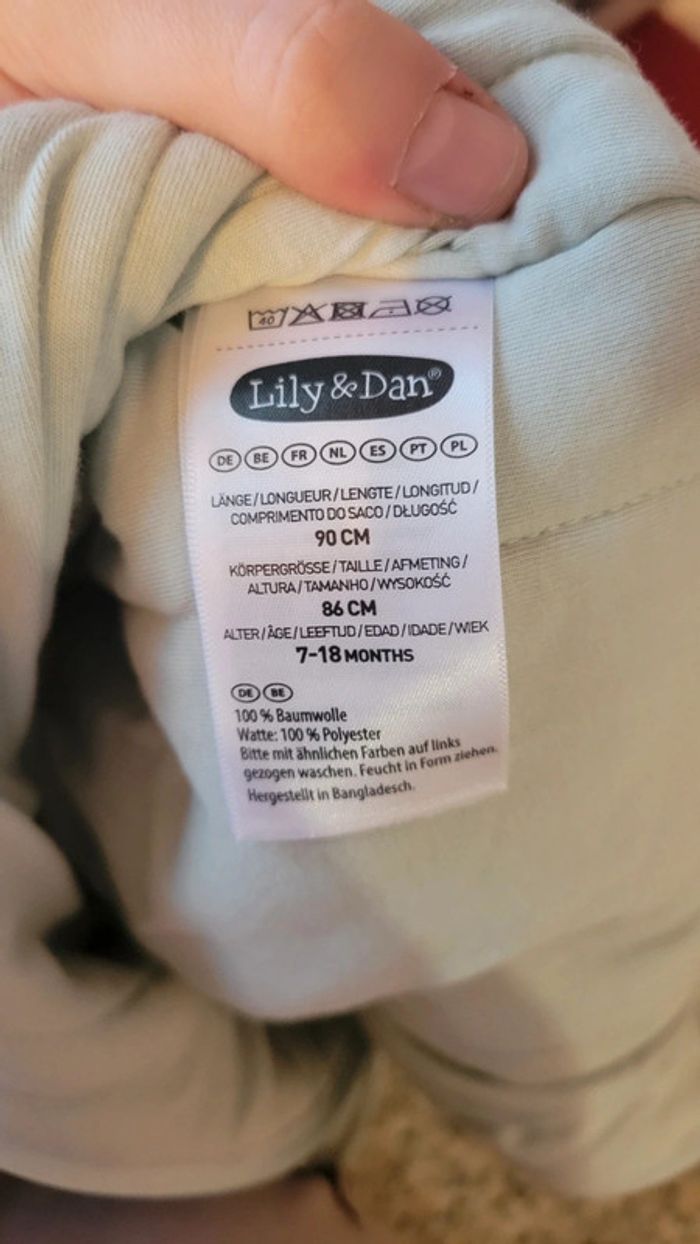 40
Lily & Dan®
DE BE FR NL ES PT PL
LÄNGE / LONGUEUR / LENGTE / LONGITUD /
COMPRIMENTO DO SACO / DŁUGOŚĆ
90 CM
KÖRPERGRÖSSE / TAILLE / AFMETING /
ALTURA / TAMANHO / WYSOKOŚĆ
86 CM
ALTER / ÂGE / LEEFTIJD / EDAD / IDADE / WIEK
7-18 MONTHS
DE BE
100 % Baumwolle
Watte: 100 % Polyester
Bitte mit ähnlichen Farben auf links
gezogen waschen. Feucht in Form ziehen.
Hergestellt in Bangladesch.